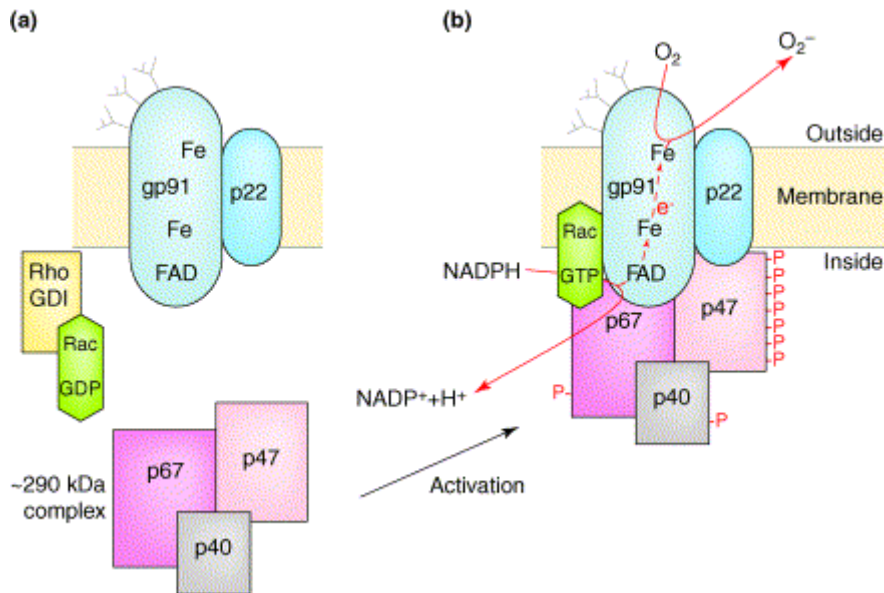 (a)
Fe
gp91
p22
Fe
FAD
Rho
GDI
Rac
GDP
~290 kDa
complex
p67
p47
p40
Activation
(b)
O₂
O₂⁻
Outside
Membrane
Inside
Fe
gp91
p22
e⁻
Fe
Rac
GTP
NADPH
FAD
p67
p47
P
P
P
P
P
P
P
NADP⁺+H⁺
P
p40
P